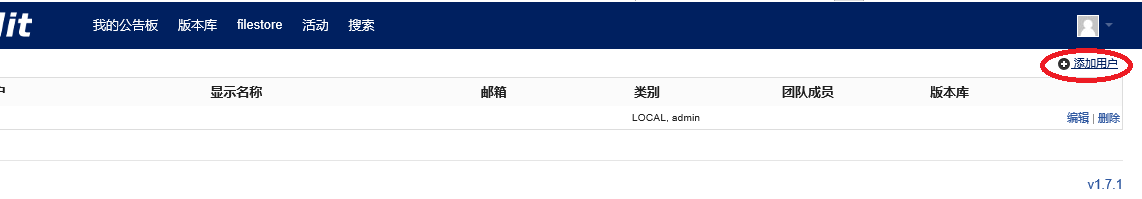 lit 我的公告板 版本库 filestore 活动 搜索
添加用户
户 显示名称 邮箱 类别 团队成员 版本库
LOCAL, admin 编辑 | 删除
v1.7.1